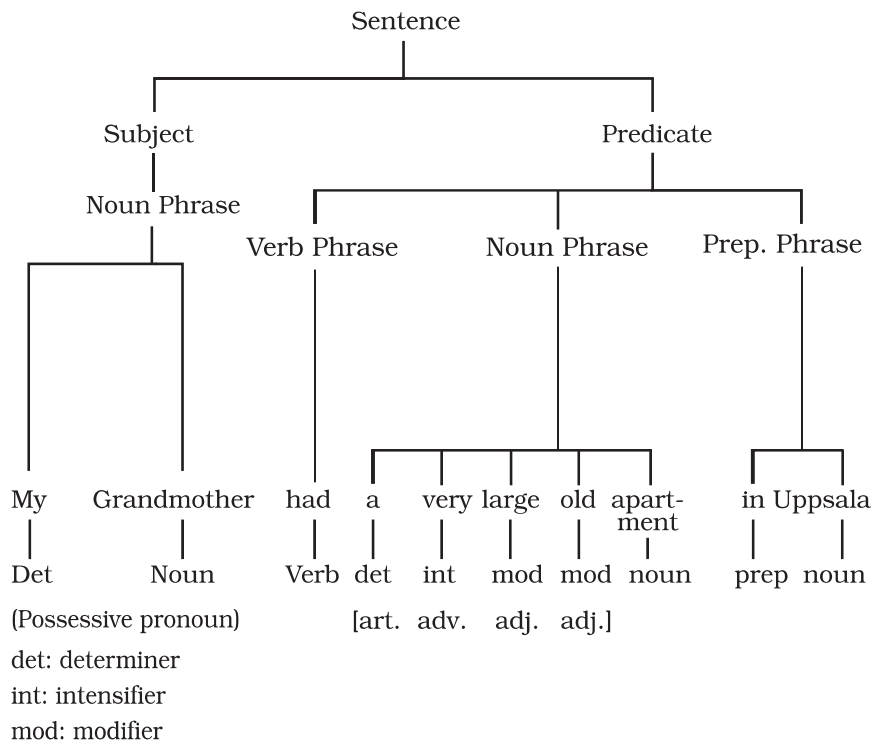 Sentence
Subject Predicate
Noun Phrase
Verb Phrase Noun Phrase Prep. Phrase
My Grandmother had a very large old apart-
ment
in Uppsala
Det Noun Verb det int mod mod noun prep noun
(Possessive pronoun) [art. adv. adj. adj.]
det: determiner
int: intensifier
mod: modifier